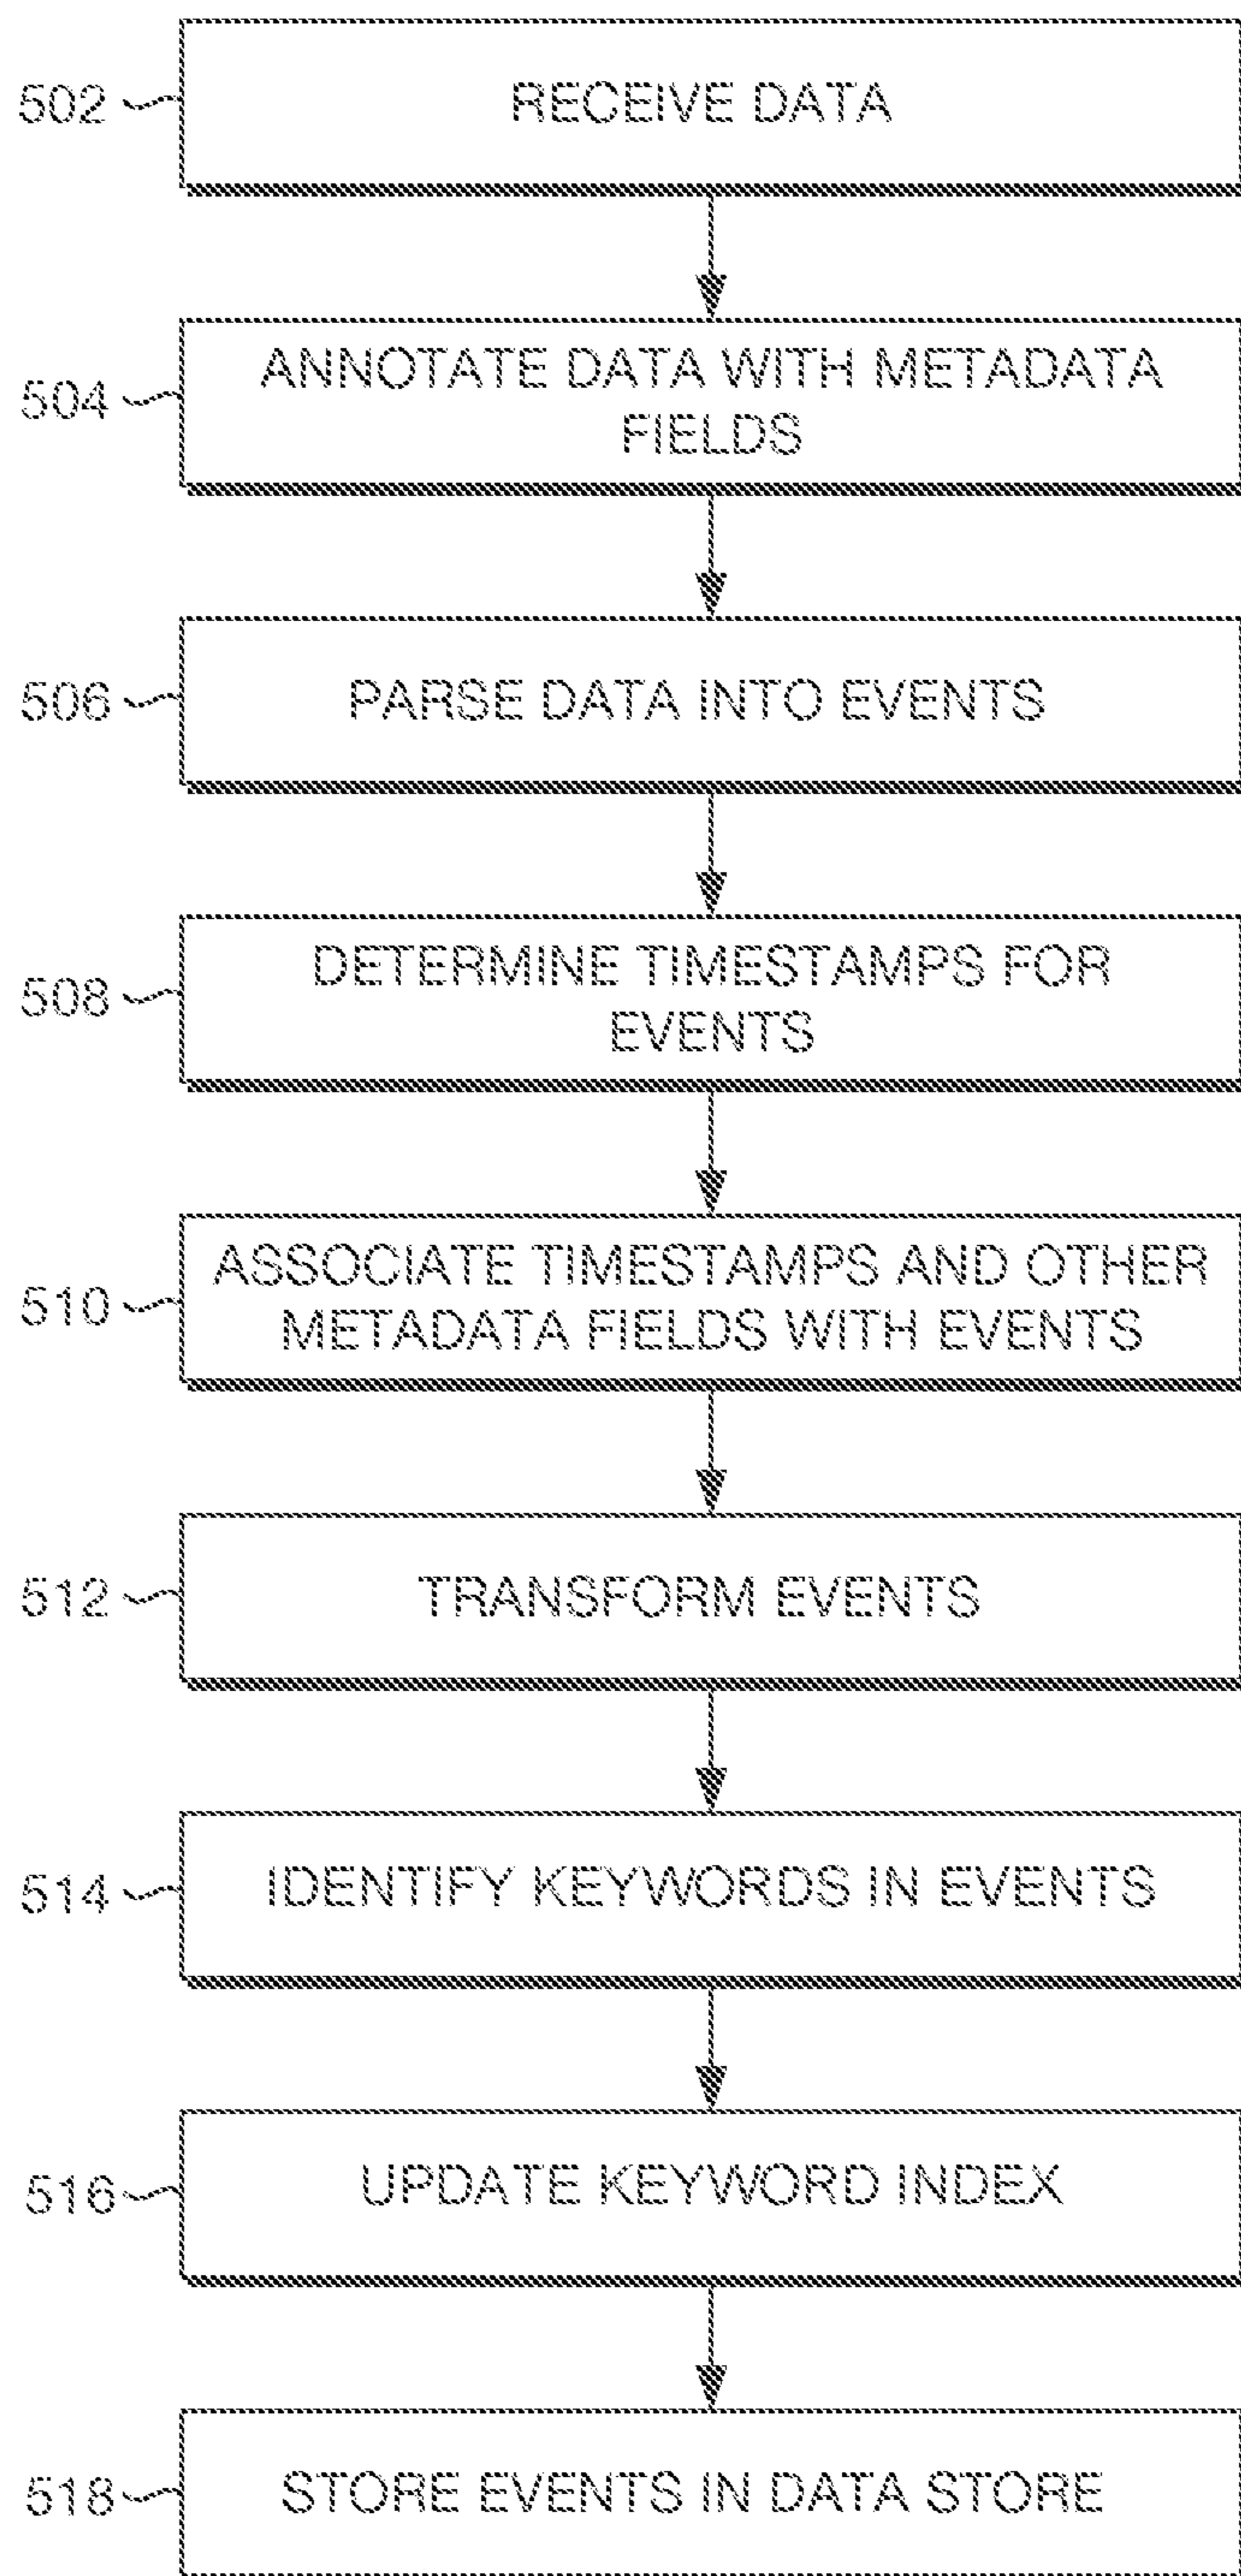 502
RECEIVE DATA
504
ANNOTATE DATA WITH METADATA
FIELDS
506
PARSE DATA INTO EVENTS
508
DETERMINE TIMESTAMPS FOR
EVENTS
510
ASSOCIATE TIMESTAMPS AND OTHER
METADATA FIELDS WITH EVENTS
512
TRANSFORM EVENTS
514
IDENTIFY KEYWORDS IN EVENTS
516
UPDATE KEYWORD INDEX
518
STORE EVENTS IN DATA STORE